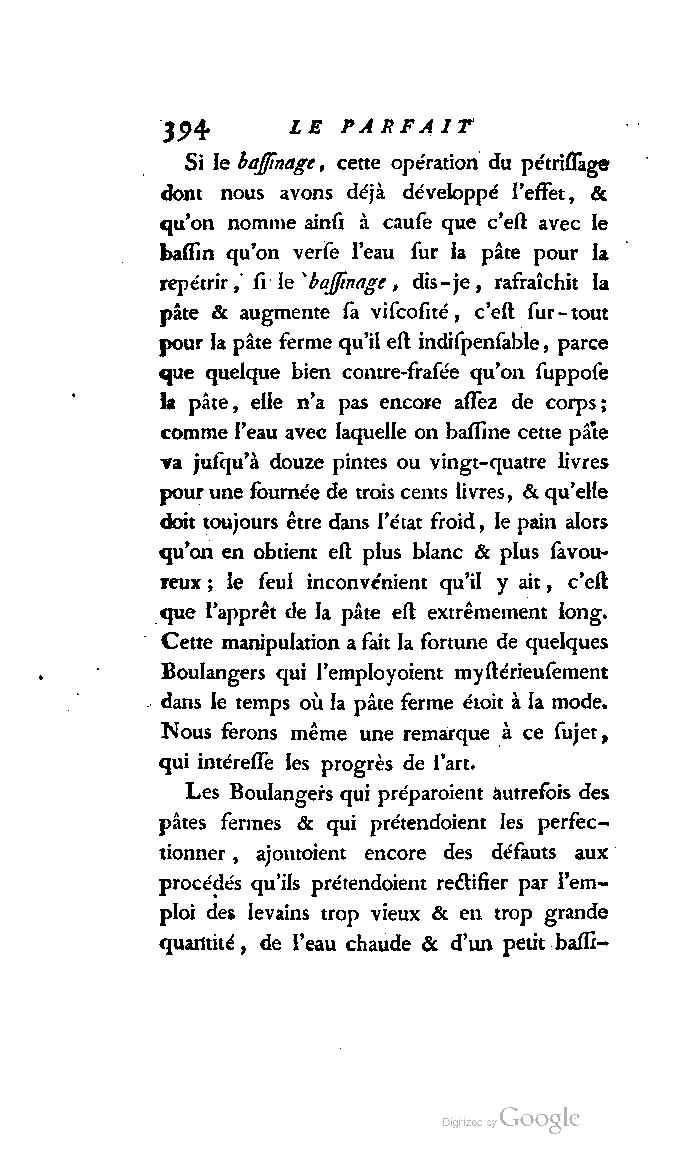 394 LE PARFAIT
Si le baſſinage, cette opération du pétriſſage
dont nous avons déjà développé l'effet, &
qu'on nomme ainſi à cauſe que c'eſt avec le
baſſin qu'on verſe l'eau ſur la pâte pour la
repétrir, ſi le baſſinage, dis-je, rafraîchit la
pâte & augmente ſa viſcoſité, c'eſt ſur-tout
pour la pâte ferme qu'il eſt indiſpenſable, parce
que quelque bien contre-fraſée qu'on ſuppoſe
la pâte, elle n'a pas encore aſſez de corps;
comme l'eau avec laquelle on baſſine cette pâte
va juſqu'à douze pintes ou vingt-quatre livres
pour une fournée de trois cents livres, & qu'elle
doit toujours être dans l'état froid, le pain alors
qu'on en obtient eſt plus blanc & plus ſavou-
reux; le ſeul inconvénient qu'il y ait, c'eſt
que l'apprêt de la pâte eſt extrêmement long.
Cette manipulation a fait la fortune de quelques
Boulangers qui l'employoient myſtérieuſement
dans le temps où la pâte ferme étoit à la mode.
Nous ferons même une remarque à ce ſujet,
qui intéreſſe les progrès de l'art.
Les Boulangers qui préparoient autrefois des
pâtes fermes & qui prétendoient les perfec-
tionner, ajoutoient encore des défauts aux
procédés qu'ils prétendoient rectifier par l'em-
ploi des levains trop vieux & en trop grande
quantité, de l'eau chaude & d'un petit baſſi-
Digitized by Google